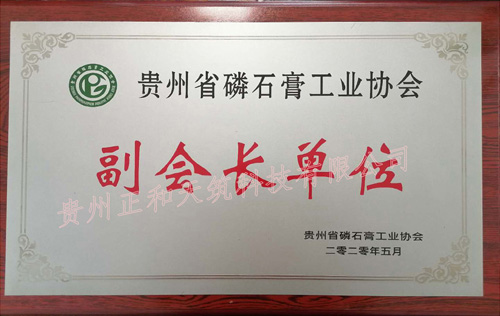 贵州省磷石膏工业协会
副会长单位
贵州正和天筑科技有限公司
贵州省磷石膏工业协会
二零二零年五月